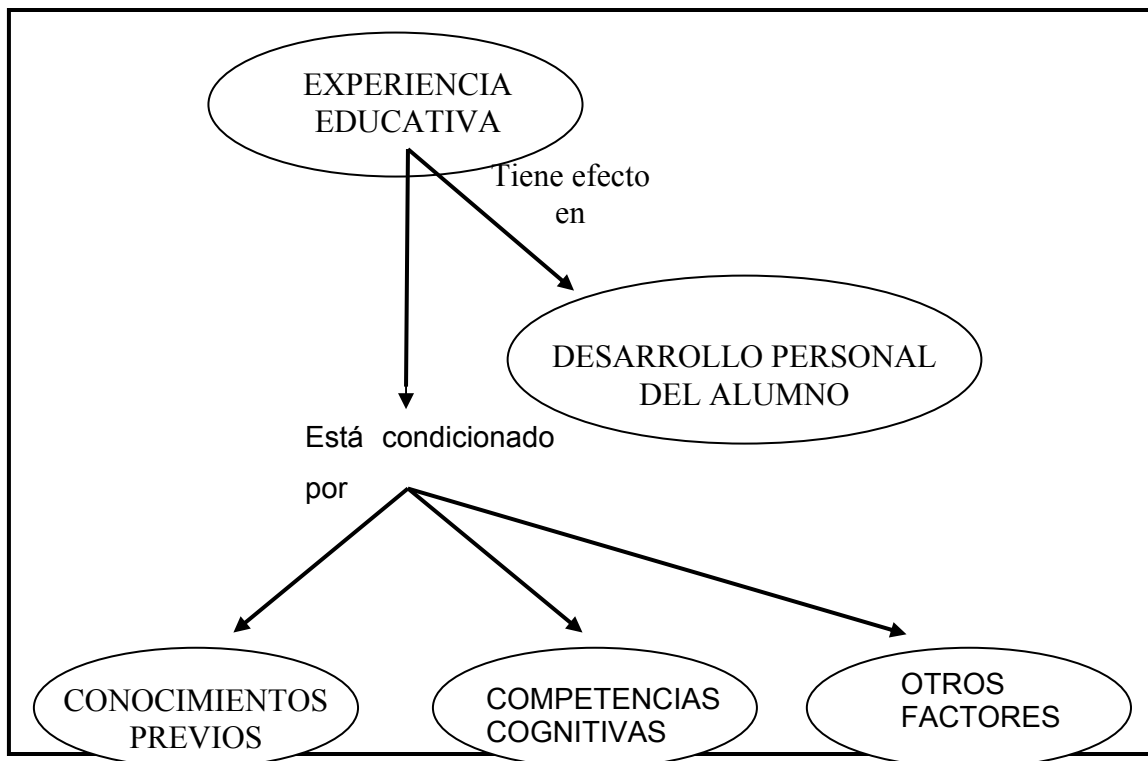 EXPERIENCIA
EDUCATIVA
Tiene efecto
en
DESARROLLO PERSONAL
DEL ALUMNO
Está condicionado
por
CONOCIMIENTOS
PREVIOS
COMPETENCIAS
COGNITIVAS
OTROS
FACTORES